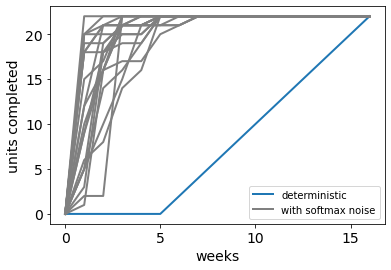 units completed
20
15
10
5
0
0
5
10
15
weeks
deterministic
with softmax noise